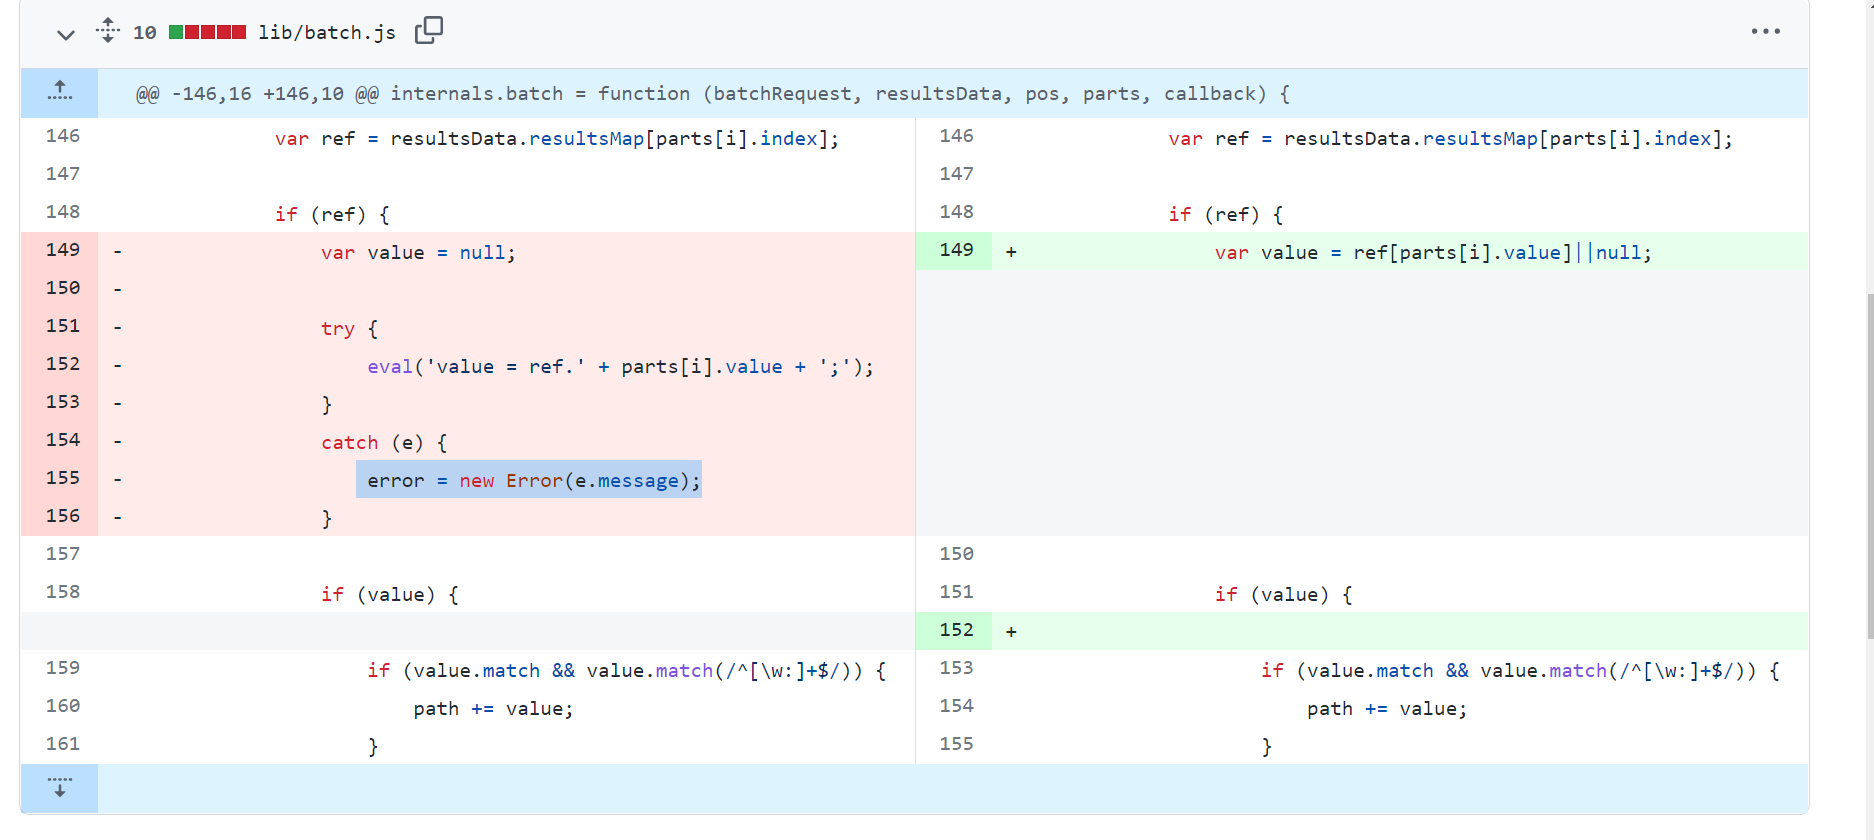 10 lib/batch.js
@@ -146,16 +146,10 @@ internals.batch = function (batchRequest, resultsData, pos, parts, callback) {
146 var ref = resultsData.resultsMap[parts[i].index];
147
148 if (ref) {
149 - var value = null;
150 -
151 - try {
152 - eval('value = ref.' + parts[i].value + ';');
153 - }
154 - catch (e) {
155 - error = new Error(e.message);
156 - }
157
158 if (value) {
159 if (value.match && value.match(/^[\w:]+$/)) {
160 path += value;
161 }
146 var ref = resultsData.resultsMap[parts[i].index];
147
148 if (ref) {
149 + var value = ref[parts[i].value]||null;
150
151 if (value) {
152 +
153 if (value.match && value.match(/^[\w:]+$/)) {
154 path += value;
155 }